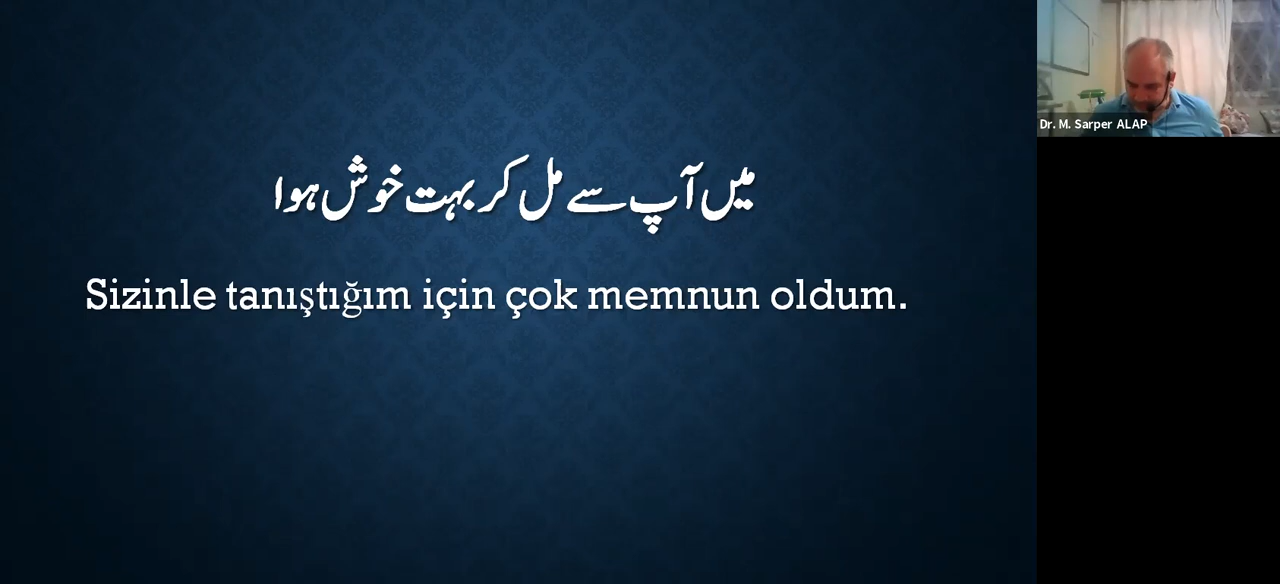 میں آپ سے مل کر بہت خوش ہوا
Sizinle tanıştığım için çok memnun oldum.
Dr. M. Sarper ALAP